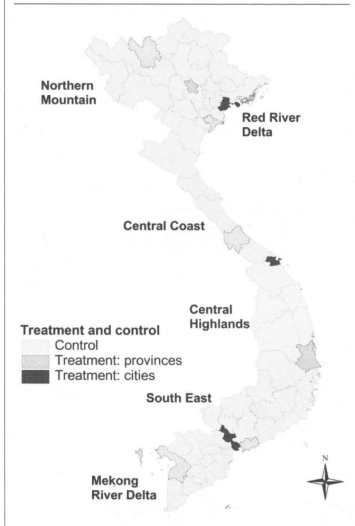 Northern
Mountain
Red River
Delta
Central Coast
Central
Highlands
Treatment and control
Control
Treatment: provinces
Treatment: cities
South East
N
Mekong
River Delta